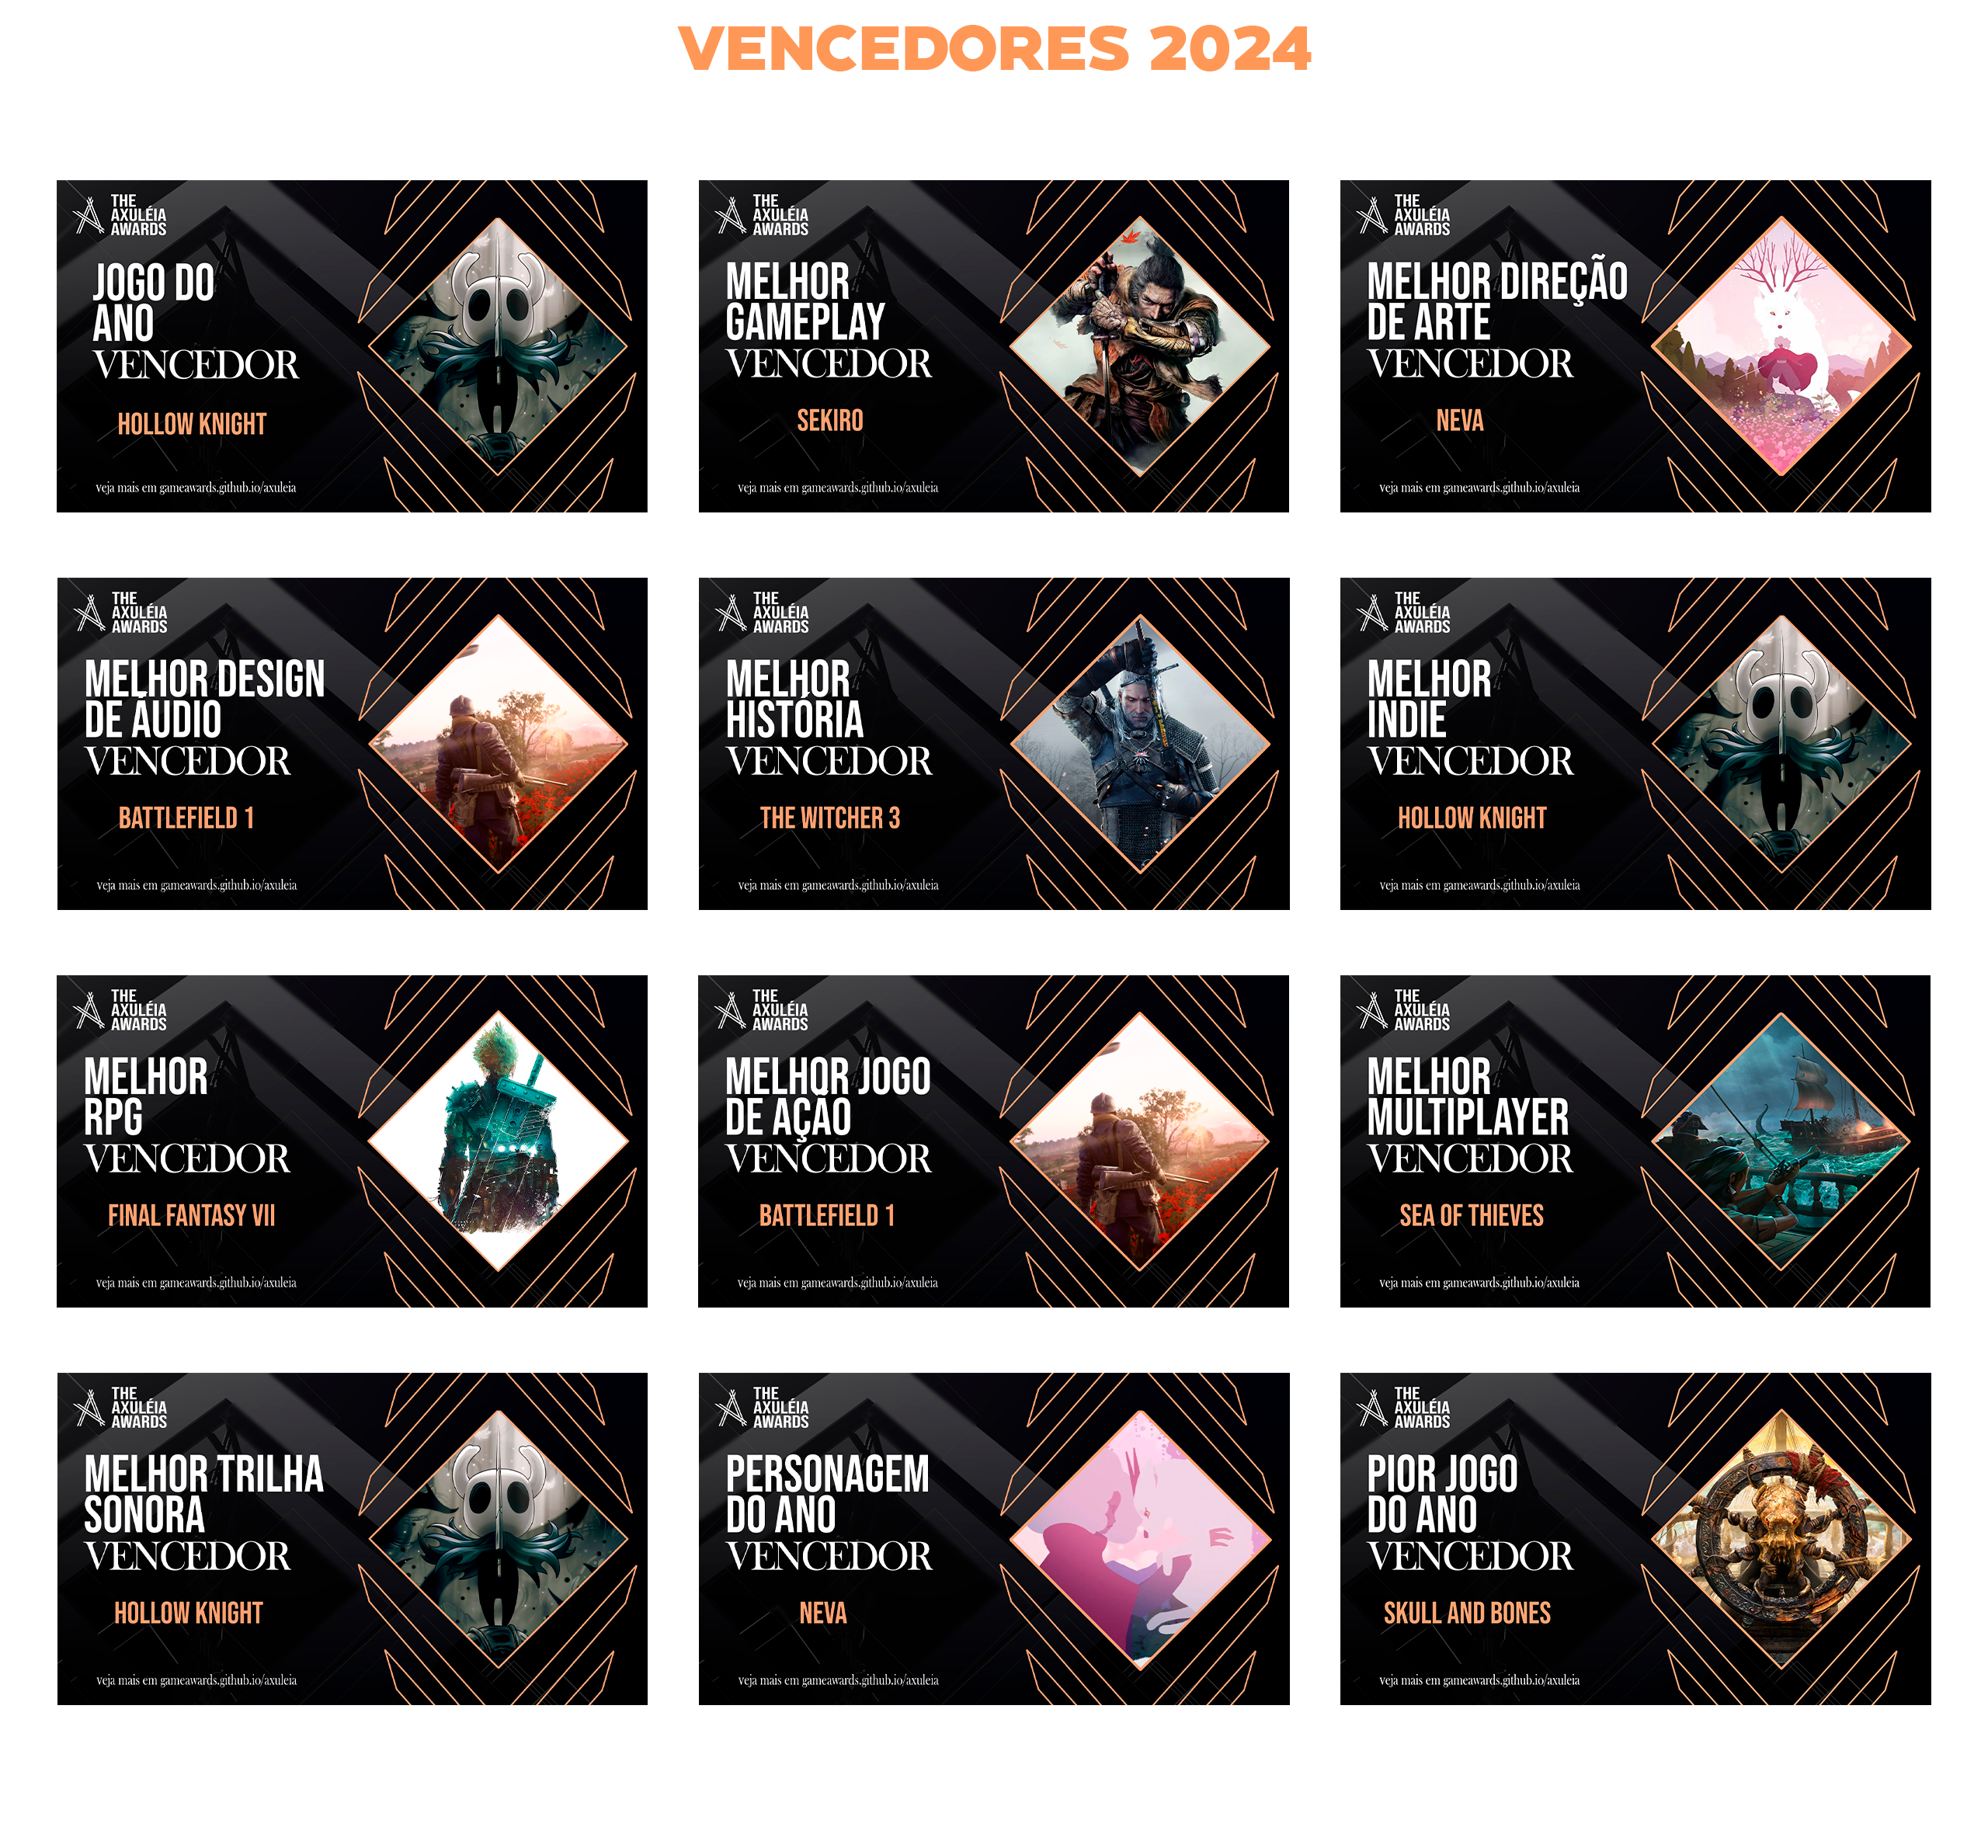 VENCEDORES 2024
THE
AXULÉIA
AWARDS
JOGO DO
ANO
VENCEDOR
HOLLOW KNIGHT
veja mais em gameawards.github.io/axuleia
THE
AXULÉIA
AWARDS
MELHOR
GAMEPLAY
VENCEDOR
SEKIRO
veja mais em gameawards.github.io/axuleia
THE
AXULÉIA
AWARDS
MELHOR DIREÇÃO
DE ARTE
VENCEDOR
NEVA
veja mais em gameawards.github.io/axuleia
THE
AXULÉIA
AWARDS
MELHOR DESIGN
DE ÁUDIO
VENCEDOR
BATTLEFIELD 1
veja mais em gameawards.github.io/axuleia
THE
AXULÉIA
AWARDS
MELHOR
HISTÓRIA
VENCEDOR
THE WITCHER 3
veja mais em gameawards.github.io/axuleia
THE
AXULÉIA
AWARDS
MELHOR
INDIE
VENCEDOR
HOLLOW KNIGHT
veja mais em gameawards.github.io/axuleia
THE
AXULÉIA
AWARDS
MELHOR
RPG
VENCEDOR
FINAL FANTASY VII
veja mais em gameawards.github.io/axuleia
THE
AXULÉIA
AWARDS
MELHOR JOGO
DE AÇÃO
VENCEDOR
BATTLEFIELD 1
veja mais em gameawards.github.io/axuleia
THE
AXULÉIA
AWARDS
MELHOR
MULTIPLAYER
VENCEDOR
SEA OF THIEVES
veja mais em gameawards.github.io/axuleia
THE
AXULÉIA
AWARDS
MELHOR TRILHA
SONORA
VENCEDOR
HOLLOW KNIGHT
veja mais em gameawards.github.io/axuleia
THE
AXULÉIA
AWARDS
PERSONAGEM
DO ANO
VENCEDOR
NEVA
veja mais em gameawards.github.io/axuleia
THE
AXULÉIA
AWARDS
PIOR JOGO
DO ANO
VENCEDOR
SKULL AND BONES
veja mais em gameawards.github.io/axuleia